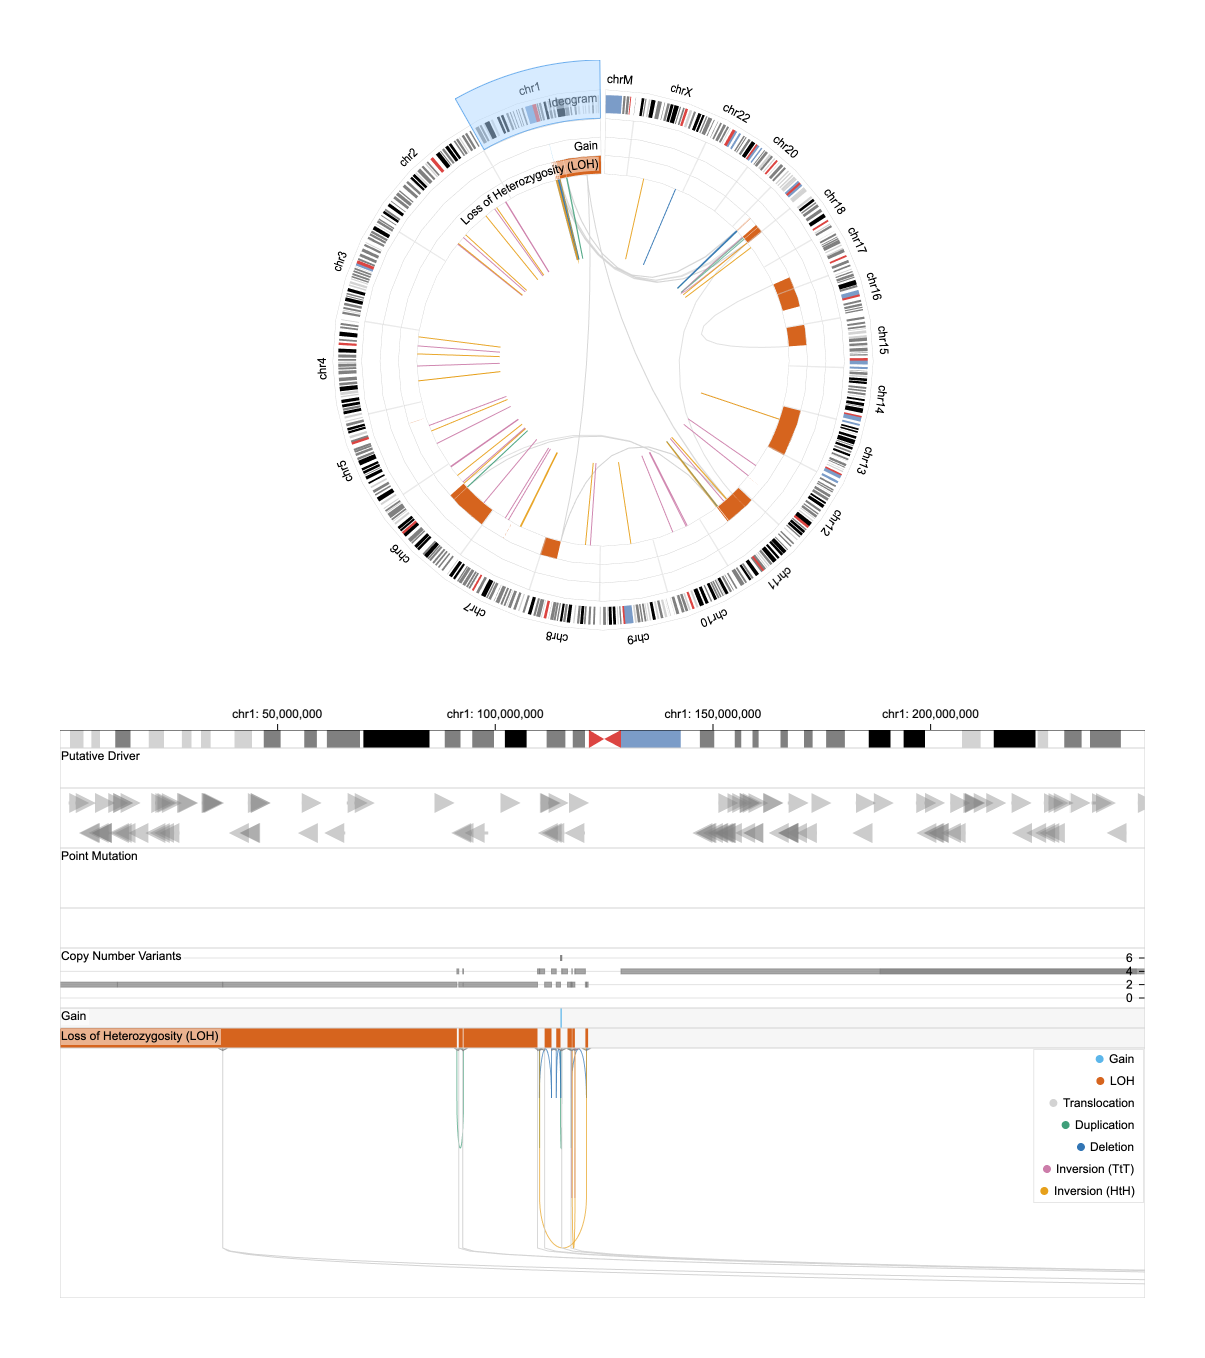 chrM
chrX
chr22
chr20
chr18
chr17
chr16
chr15
chr14
chr13
chr12
chr11
chr10
chr9
chr8
chr7
chr6
chr5
chr4
chr3
chr2
chr1
Ideogram
Gain
Loss of Heterozygosity (LOH)
chr1: 50,000,000
chr1: 100,000,000
chr1: 150,000,000
chr1: 200,000,000
Putative Driver
Point Mutation
Copy Number Variants
6
4
2
0
Gain
Loss of Heterozygosity (LOH)
Gain
LOH
Translocation
Duplication
Deletion
Inversion (TtT)
Inversion (HtH)